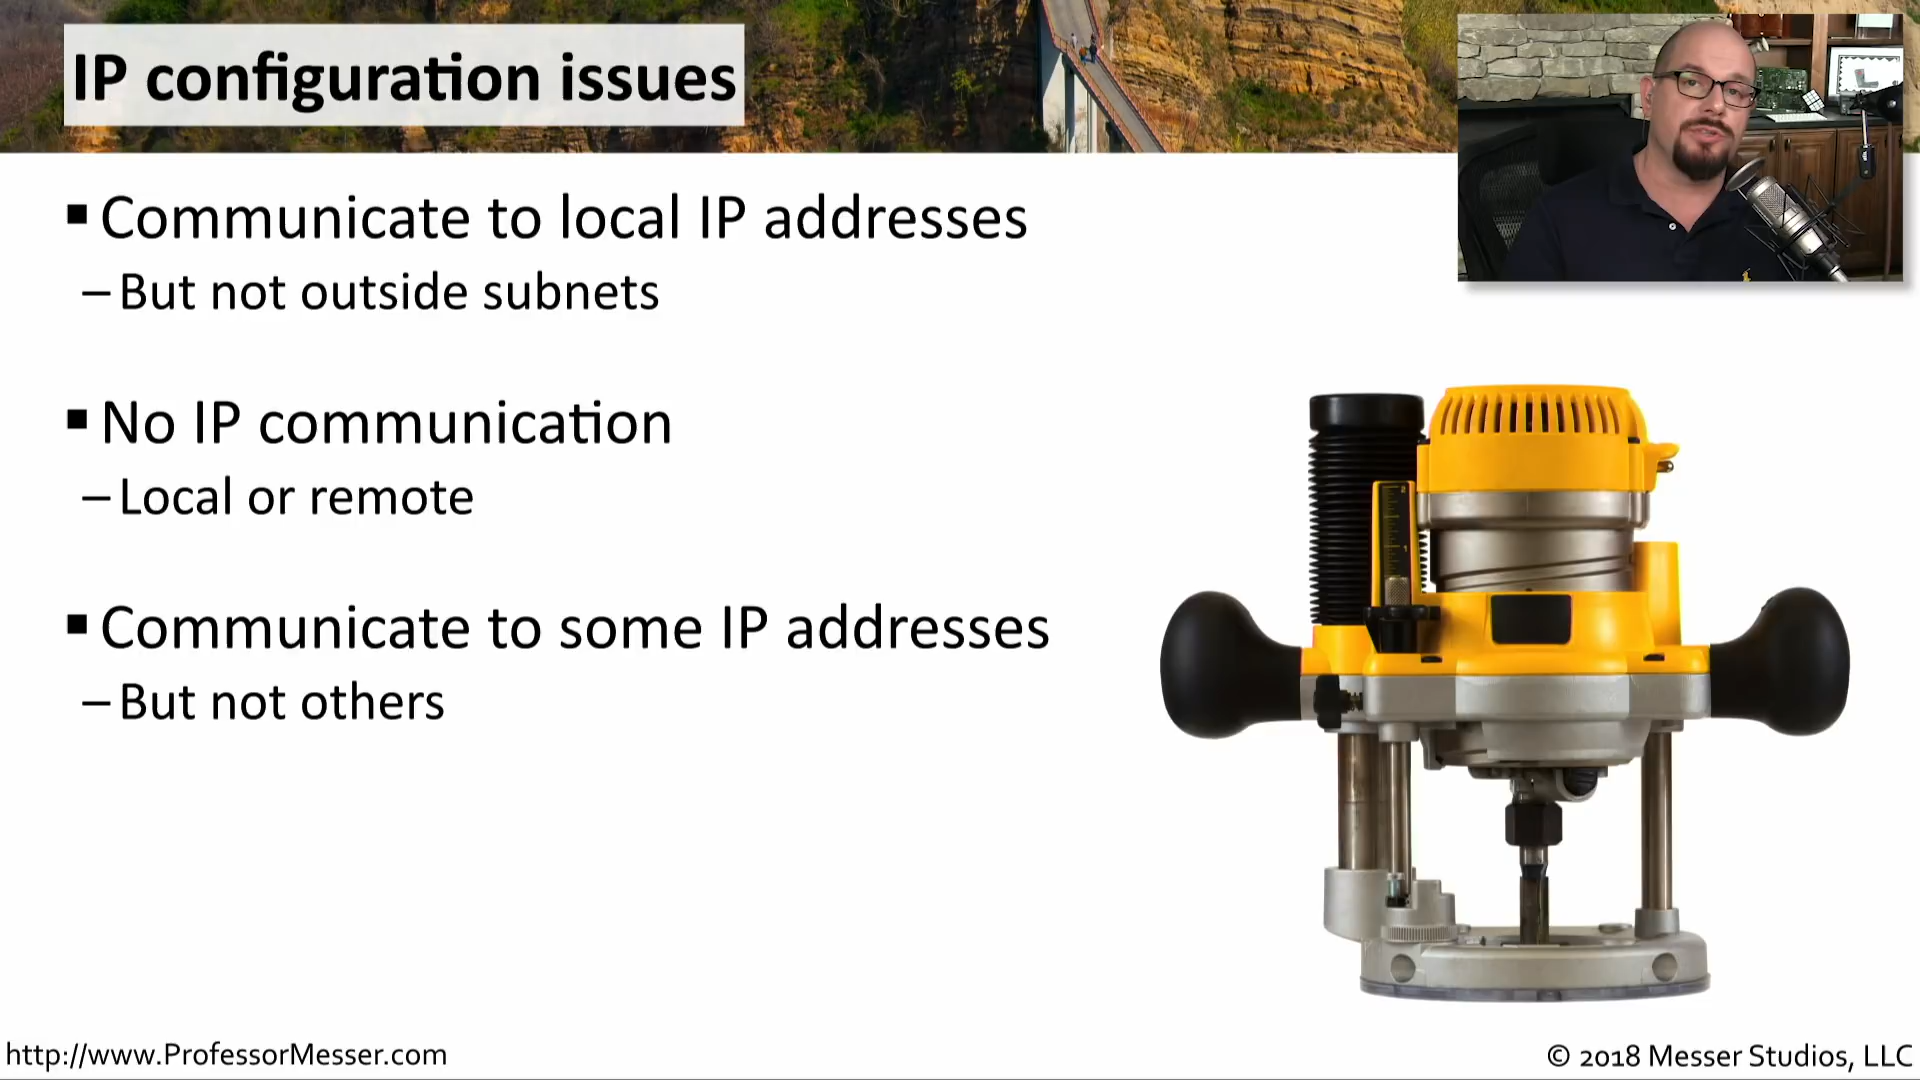 IP configuration issues
▪ Communicate to local IP addresses
– But not outside subnets
▪ No IP communication
– Local or remote
▪ Communicate to some IP addresses
– But not others
http://www.ProfessorMesser.com
© 2018 Messer Studios, LLC